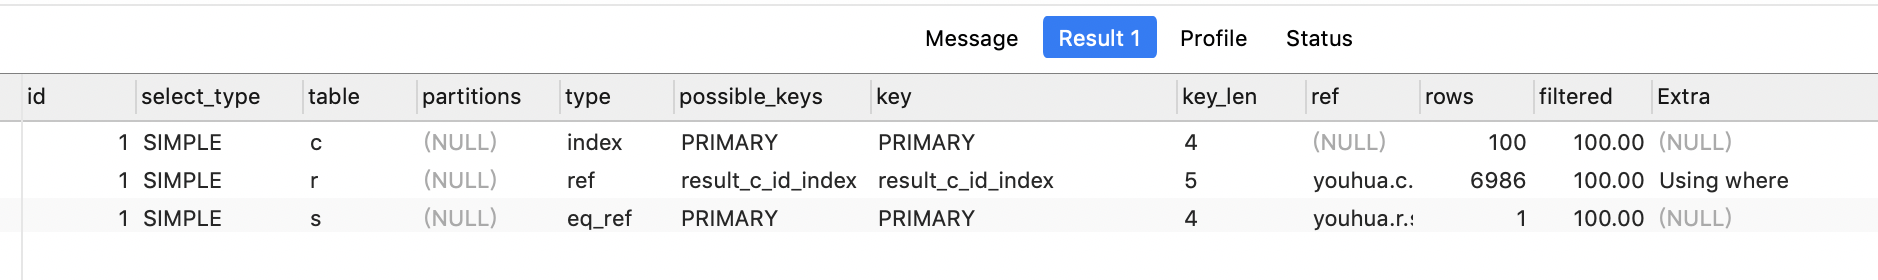 Message Result 1 Profile Status
id select_type table partitions type possible_keys key key_len ref rows filtered Extra
1 SIMPLE c (NULL) index PRIMARY PRIMARY 4 (NULL) 100 100.00 (NULL)
1 SIMPLE r (NULL) ref result_c_id_index result_c_id_index 5 youhua.c. 6986 100.00 Using where
1 SIMPLE s (NULL) eq_ref PRIMARY PRIMARY 4 youhua.r. 1 100.00 (NULL)